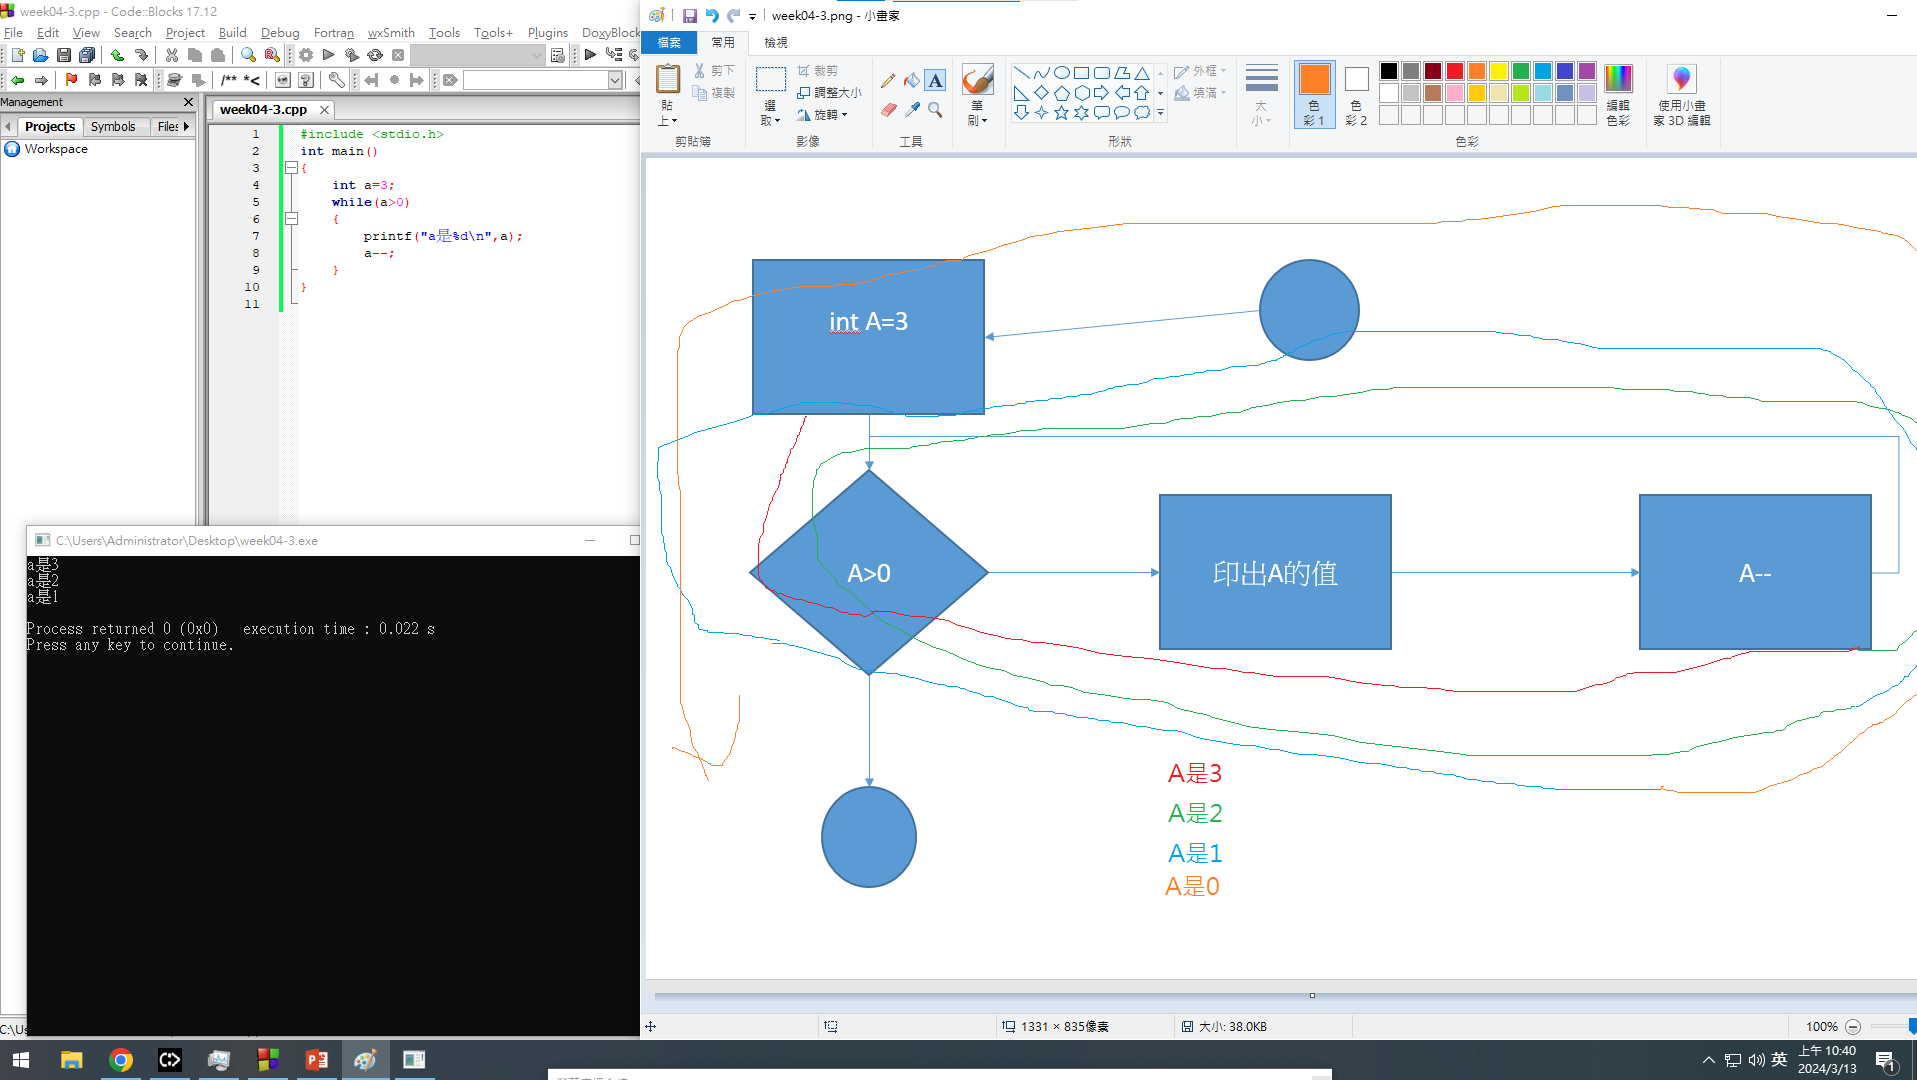 week04-3.cpp - Code::Blocks 17.12
File Edit View Search Project Build Debug Fortran wxSmith Tools Tools+ Plugins DoxyBlock
/** *<
Management
Projects Symbols Files
Workspace
week04-3.cpp
1 #include <stdio.h>
2 int main()
3 {
4 int a=3;
5 while(a>0)
6 {
7 printf("a是%d\n",a);
8 a--;
9 }
10 }
11
C:\Users\Administrator\Desktop\week04-3.exe
a是3
a是2
a是1
Process returned 0 (0x0) execution time : 0.022 s
Press any key to continue.
C:\Us
week04-3.png - 小畫家
檔案 常用 檢視
貼上 剪下 複製
剪貼簿
選取 裁剪 調整大小 旋轉
影像
A
工具
筆刷
外框 填滿
形狀
大小
色彩 1 色彩 2 編輯色彩
色彩
使用小畫家 3D 編輯
int A=3
A>0
印出A的值
A--
A是3
A是2
A是1
A是0
1331 × 835像素
大小: 38.0KB
100%
英
上午 10:40
2024/3/13
1